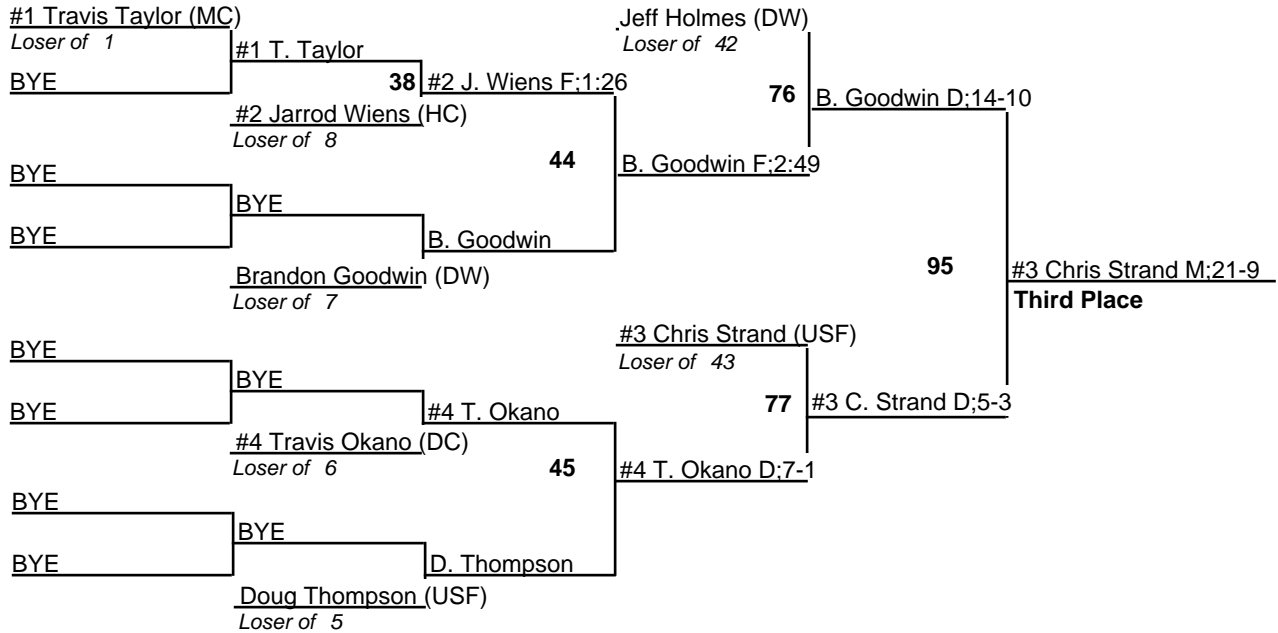 #1 Travis Taylor (MC)
Loser of 1
#1 T. Taylor
BYE
38
#2 J. Wiens F;1:26
#2 Jarrod Wiens (HC)
Loser of 8
44
BYE
BYE
BYE
B. Goodwin
Brandon Goodwin (DW)
Loser of 7
Jeff Holmes (DW)
Loser of 42
76
B. Goodwin D;14-10
B. Goodwin F;2:49
95
#3 Chris Strand M;21-9
Third Place
BYE
BYE
BYE
#4 T. Okano
#4 Travis Okano (DC)
Loser of 6
45
BYE
BYE
BYE
D. Thompson
Doug Thompson (USF)
Loser of 5
#3 Chris Strand (USF)
Loser of 43
77
#3 C. Strand D;5-3
#4 T. Okano D;7-1